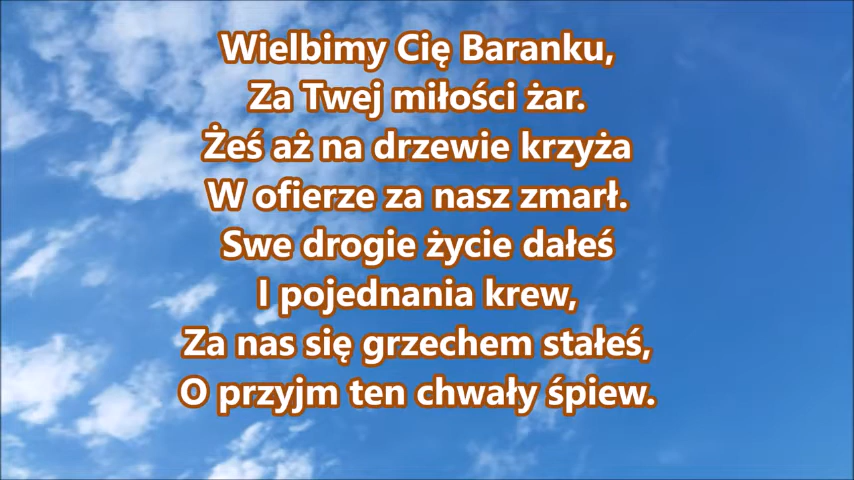 Wielbimy Cię Baranku,
Za Twej miłości żar.
Żeś aż na drzewie krzyża
W ofierze za nasz zmarł.
Swe drogie życie dałeś
I pojednania krew,
Za nas się grzechem stałeś,
O przyjm ten chwały śpiew.